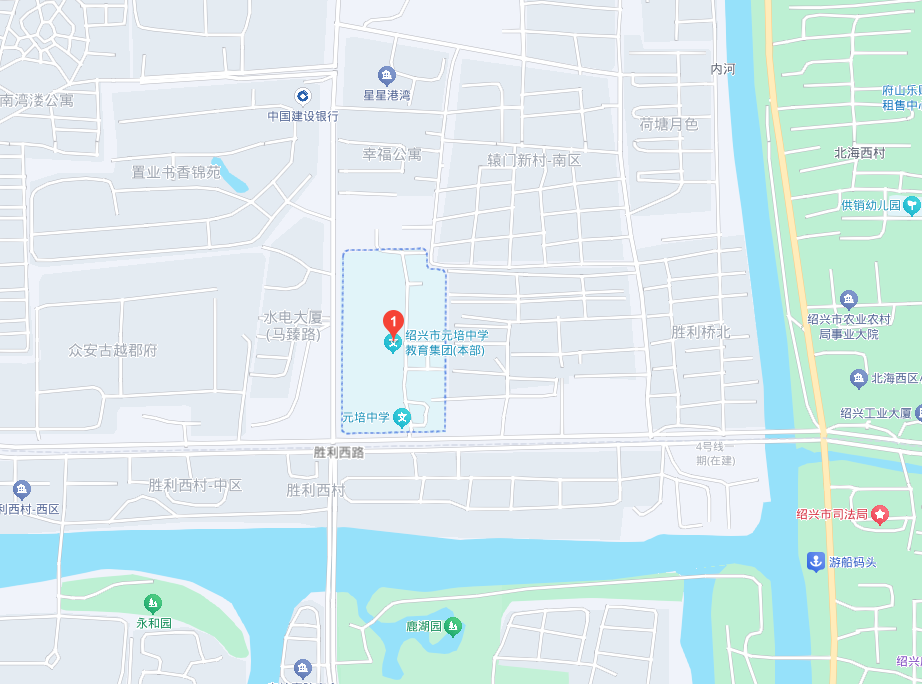 内河
星星港湾
府山乐
租售中心
南湾溇公寓
中国建设银行
荷塘月色
幸福公寓
辕门新村-南区
北海西村
置业书香锦苑
供销幼儿园
水电大厦
(马臻路)
1
绍兴市元培中学
教育集团(本部)
绍兴市农业农村
局事业大院
胜利桥北
众安古越郡府
北海西区
绍兴工业大厦
元培中学
胜利西路
4号线一
期(在建)
胜利西村-中区
胜利西村
利西村-西区
绍兴市司法局
游船码头
永和园
鹿湖园
绍兴